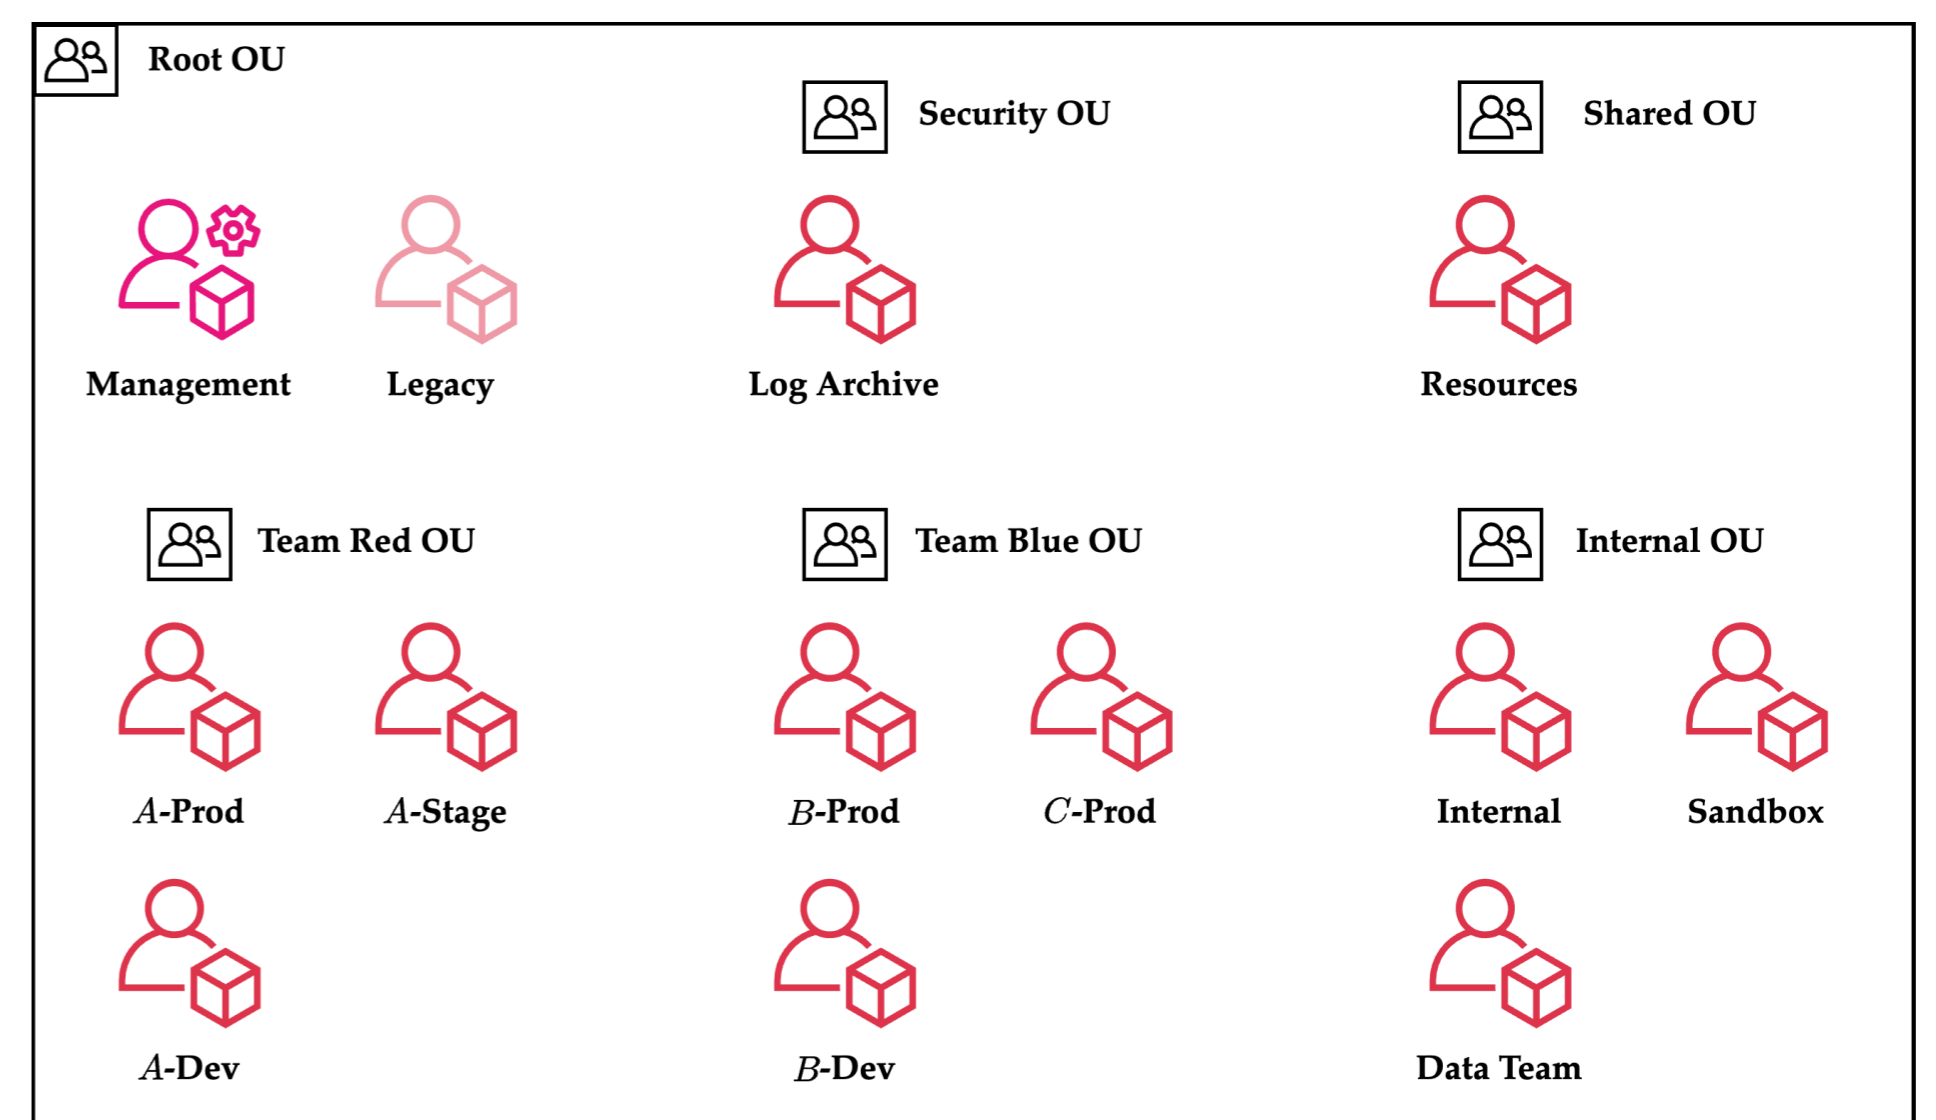 Root OU
Security OU
Shared OU
Management
Legacy
Log Archive
Resources
Team Red OU
Team Blue OU
Internal OU
A-Prod
A-Stage
B-Prod
C-Prod
Internal
Sandbox
A-Dev
B-Dev
Data Team